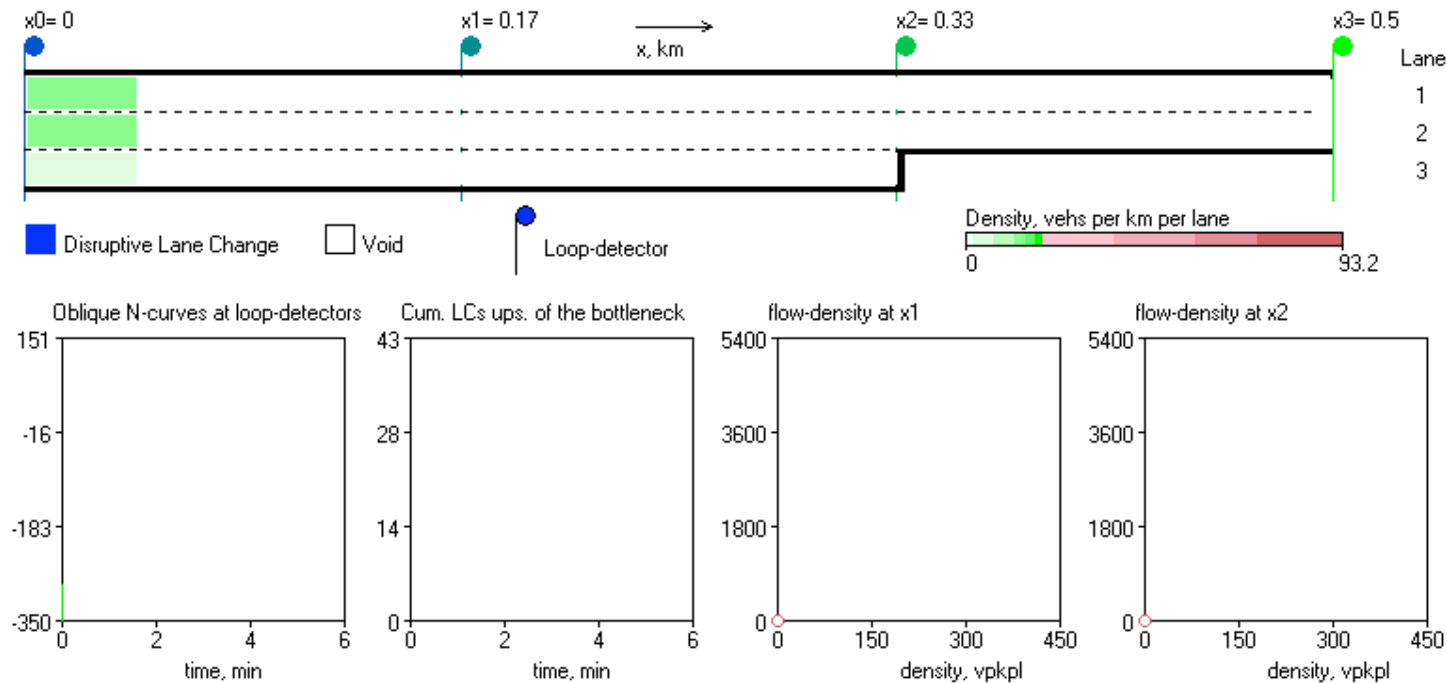 x0= 0
x1= 0.17
x, km
x2= 0.33
x3= 0.5
Lane
1
2
3
Disruptive Lane Change
Void
Loop-detector
Density, vehs per km per lane
0
93.2
Oblique N-curves at loop-detectors
151
-16
-183
-350
0 2 4 6
time, min
Cum. LCs ups. of the bottleneck
43
28
14
0
0 2 4 6
time, min
flow-density at x1
5400
3600
1800
0
0 150 300 450
density, vpkpl
flow-density at x2
5400
3600
1800
0
0 150 300 450
density, vpkpl